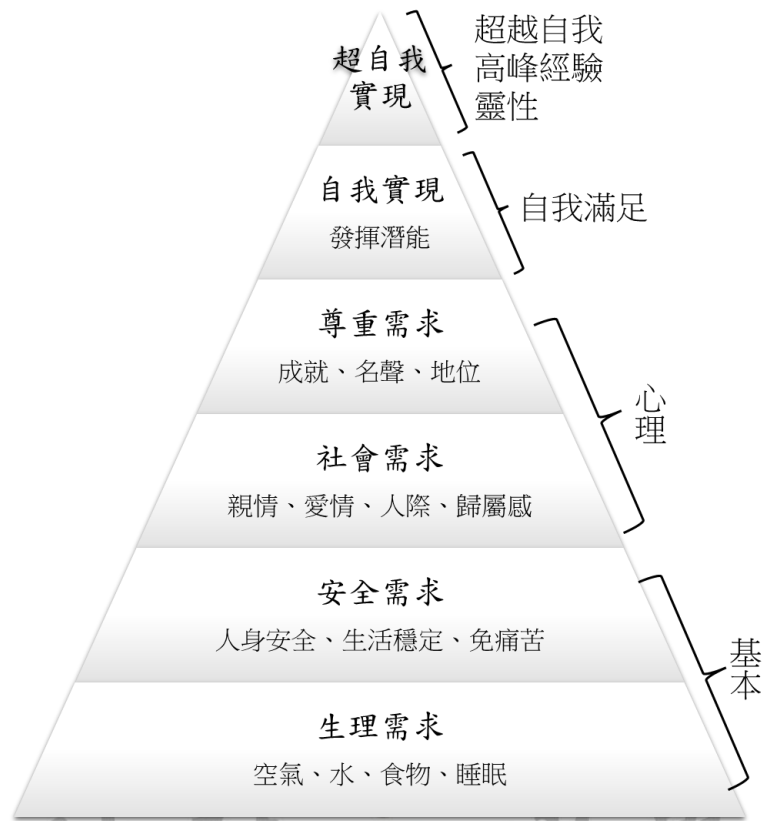 超自我
實現
超越自我
高峰經驗
靈性
自我實現
發揮潛能
自我滿足
尊重需求
成就、名聲、地位
社會需求
親情、愛情、人際、歸屬感
心理
安全需求
人身安全、生活穩定、免痛苦
生理需求
空氣、水、食物、睡眠
基本